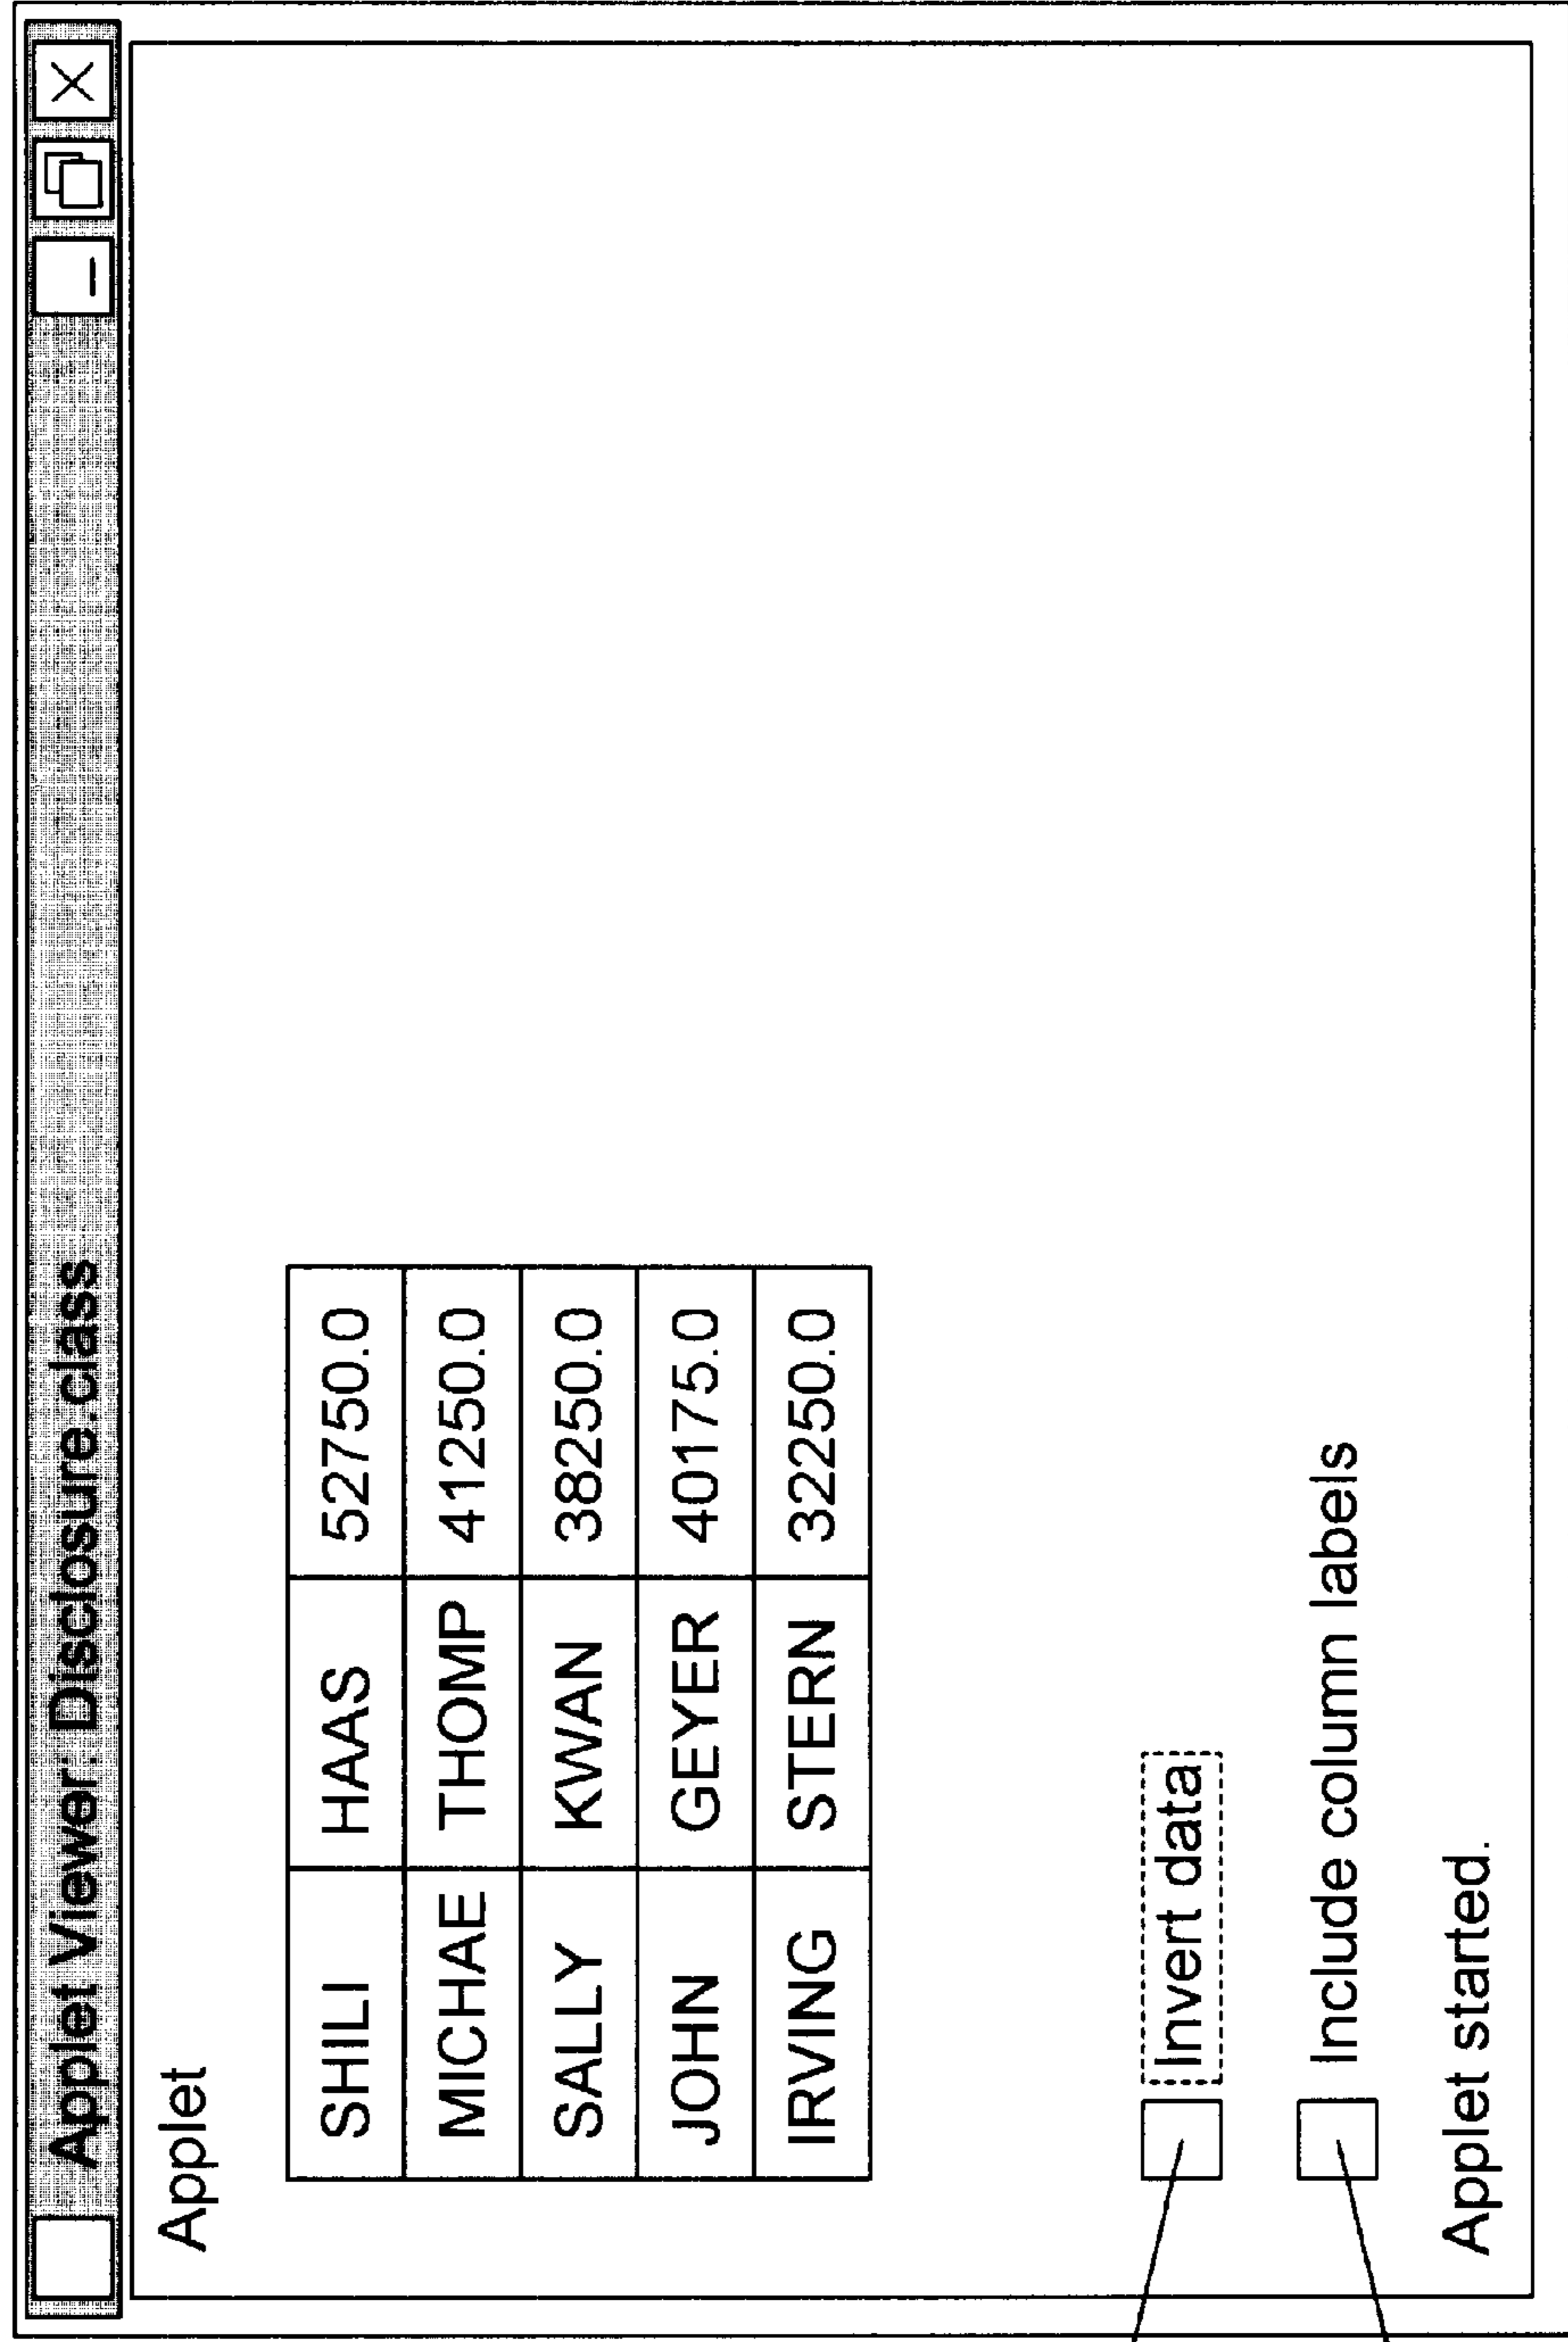 Applet Viewer: Disclosure.class
Applet
SHILI HAAS 52750.0
MICHAE THOMP 41250.0
SALLY KWAN 38250.0
JOHN GEYER 40175.0
IRVING STERN 32250.0
Invert data
Include column labels
Applet started.